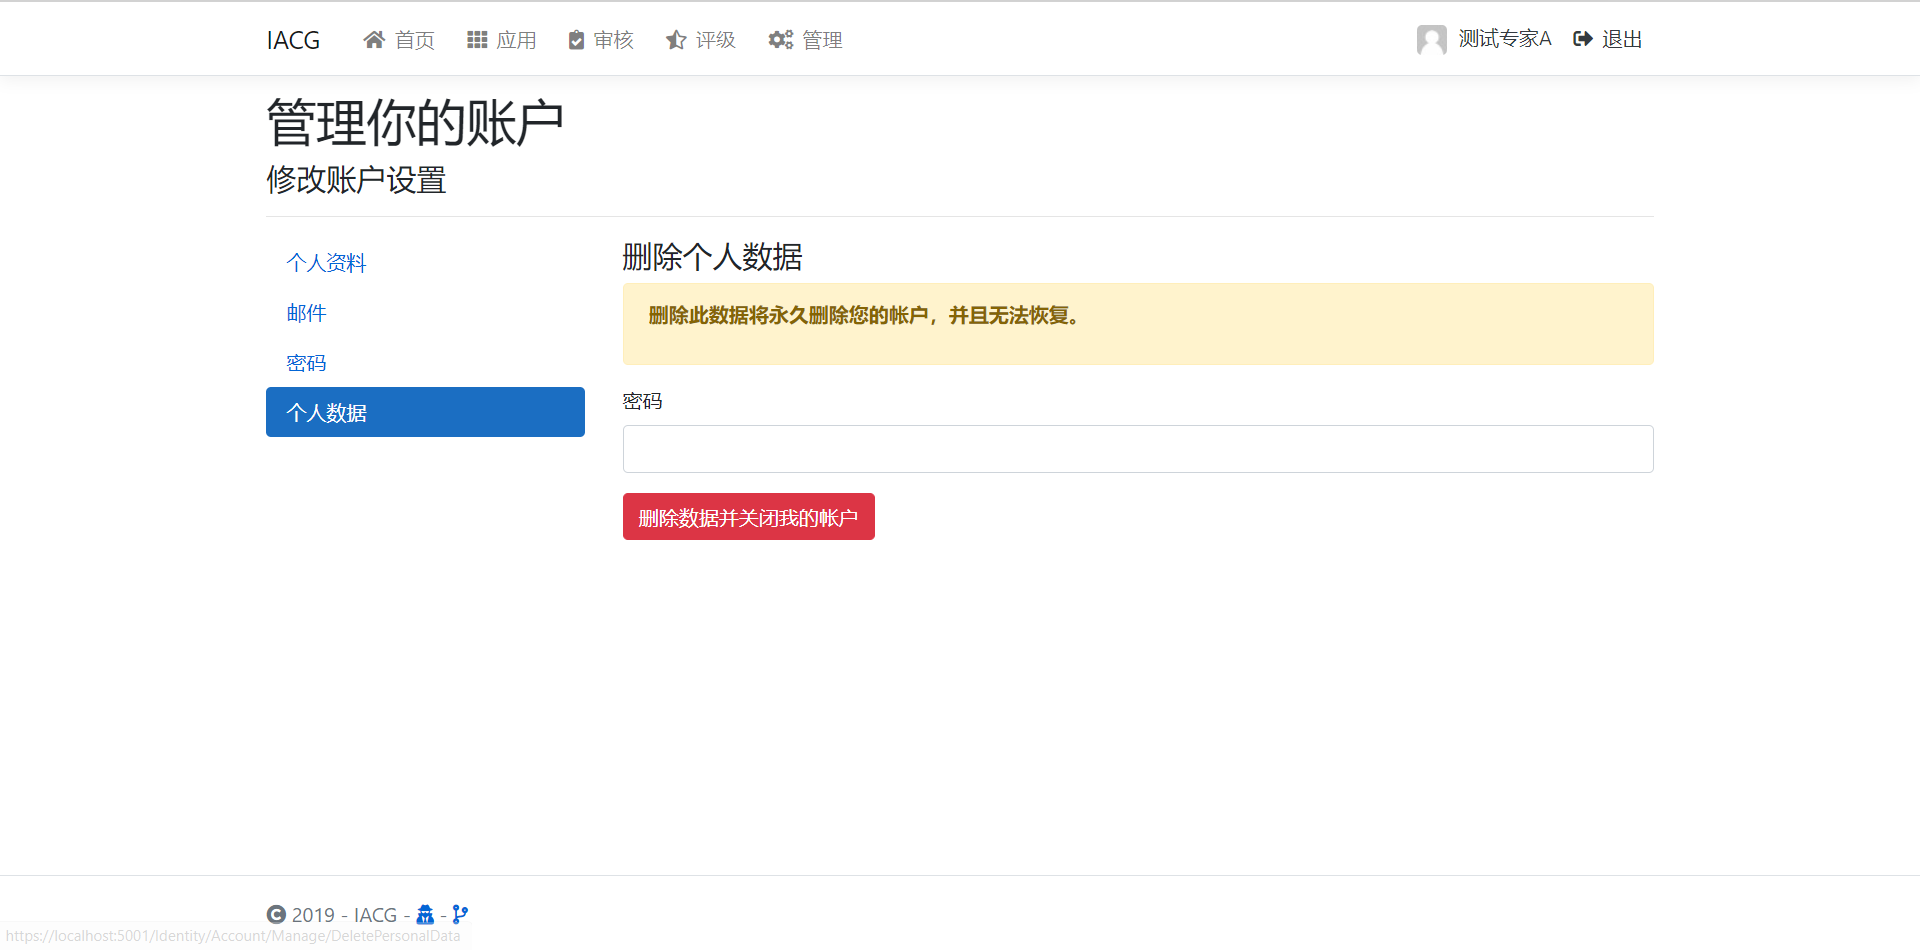 IACG 首页 应用 审核 评级 管理 测试专家A 退出
管理你的账户
修改账户设置
个人资料
邮件
密码
个人数据
删除个人数据
删除此数据将永久删除您的帐户，并且无法恢复。
密码
删除数据并关闭我的帐户
© 2019 - IACG - -
https://localhost:5001/Identity/Account/Manage/DeletePersonalData